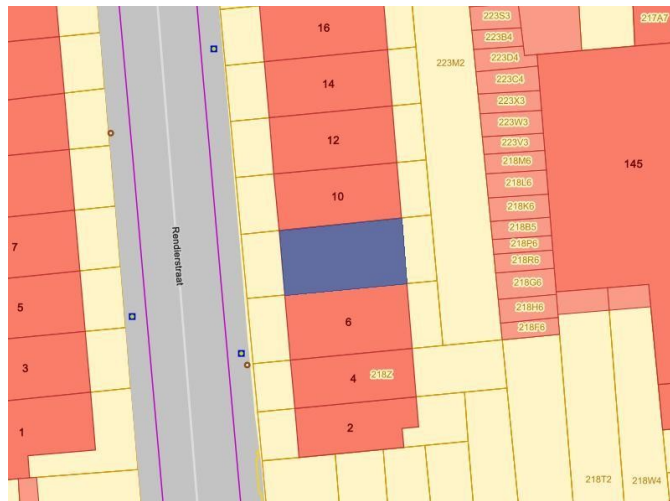 16
14
12
10
6
4
218Z
2
7
5
3
1
Rendierstraat
223M2
223S3
223B4
223D4
223C4
223X3
223W3
223V3
218M6
218L6
218K6
218B5
218P6
218R6
218G6
218H6
218F6
217A7
145
218T2
218W4